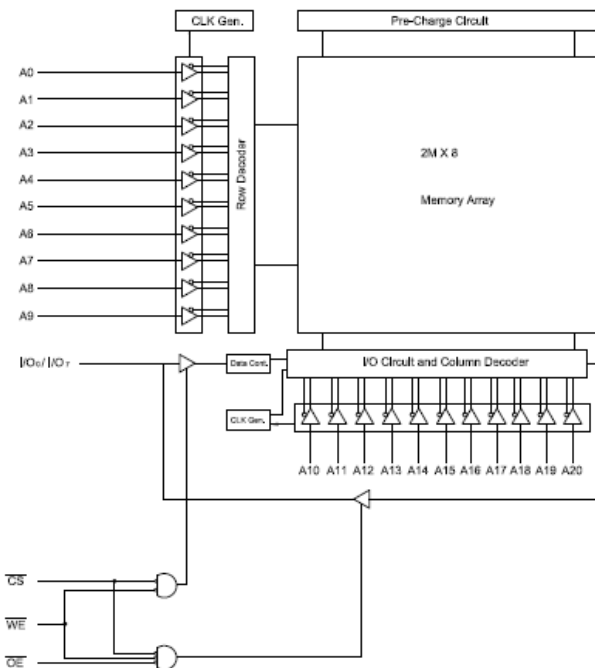 CLK Gen.
Pre-Charge Circuit
A0
A1
A2
A3
A4
A5
A6
A7
A8
A9
Row Decoder
2M X 8
Memory Array
I/O0/ I/O7
Data Cont.
I/O Circuit and Column Decoder
CLK Gen.
A10 A11 A12 A13 A14 A15 A16 A17 A18 A19 A20
CS
WE
OE